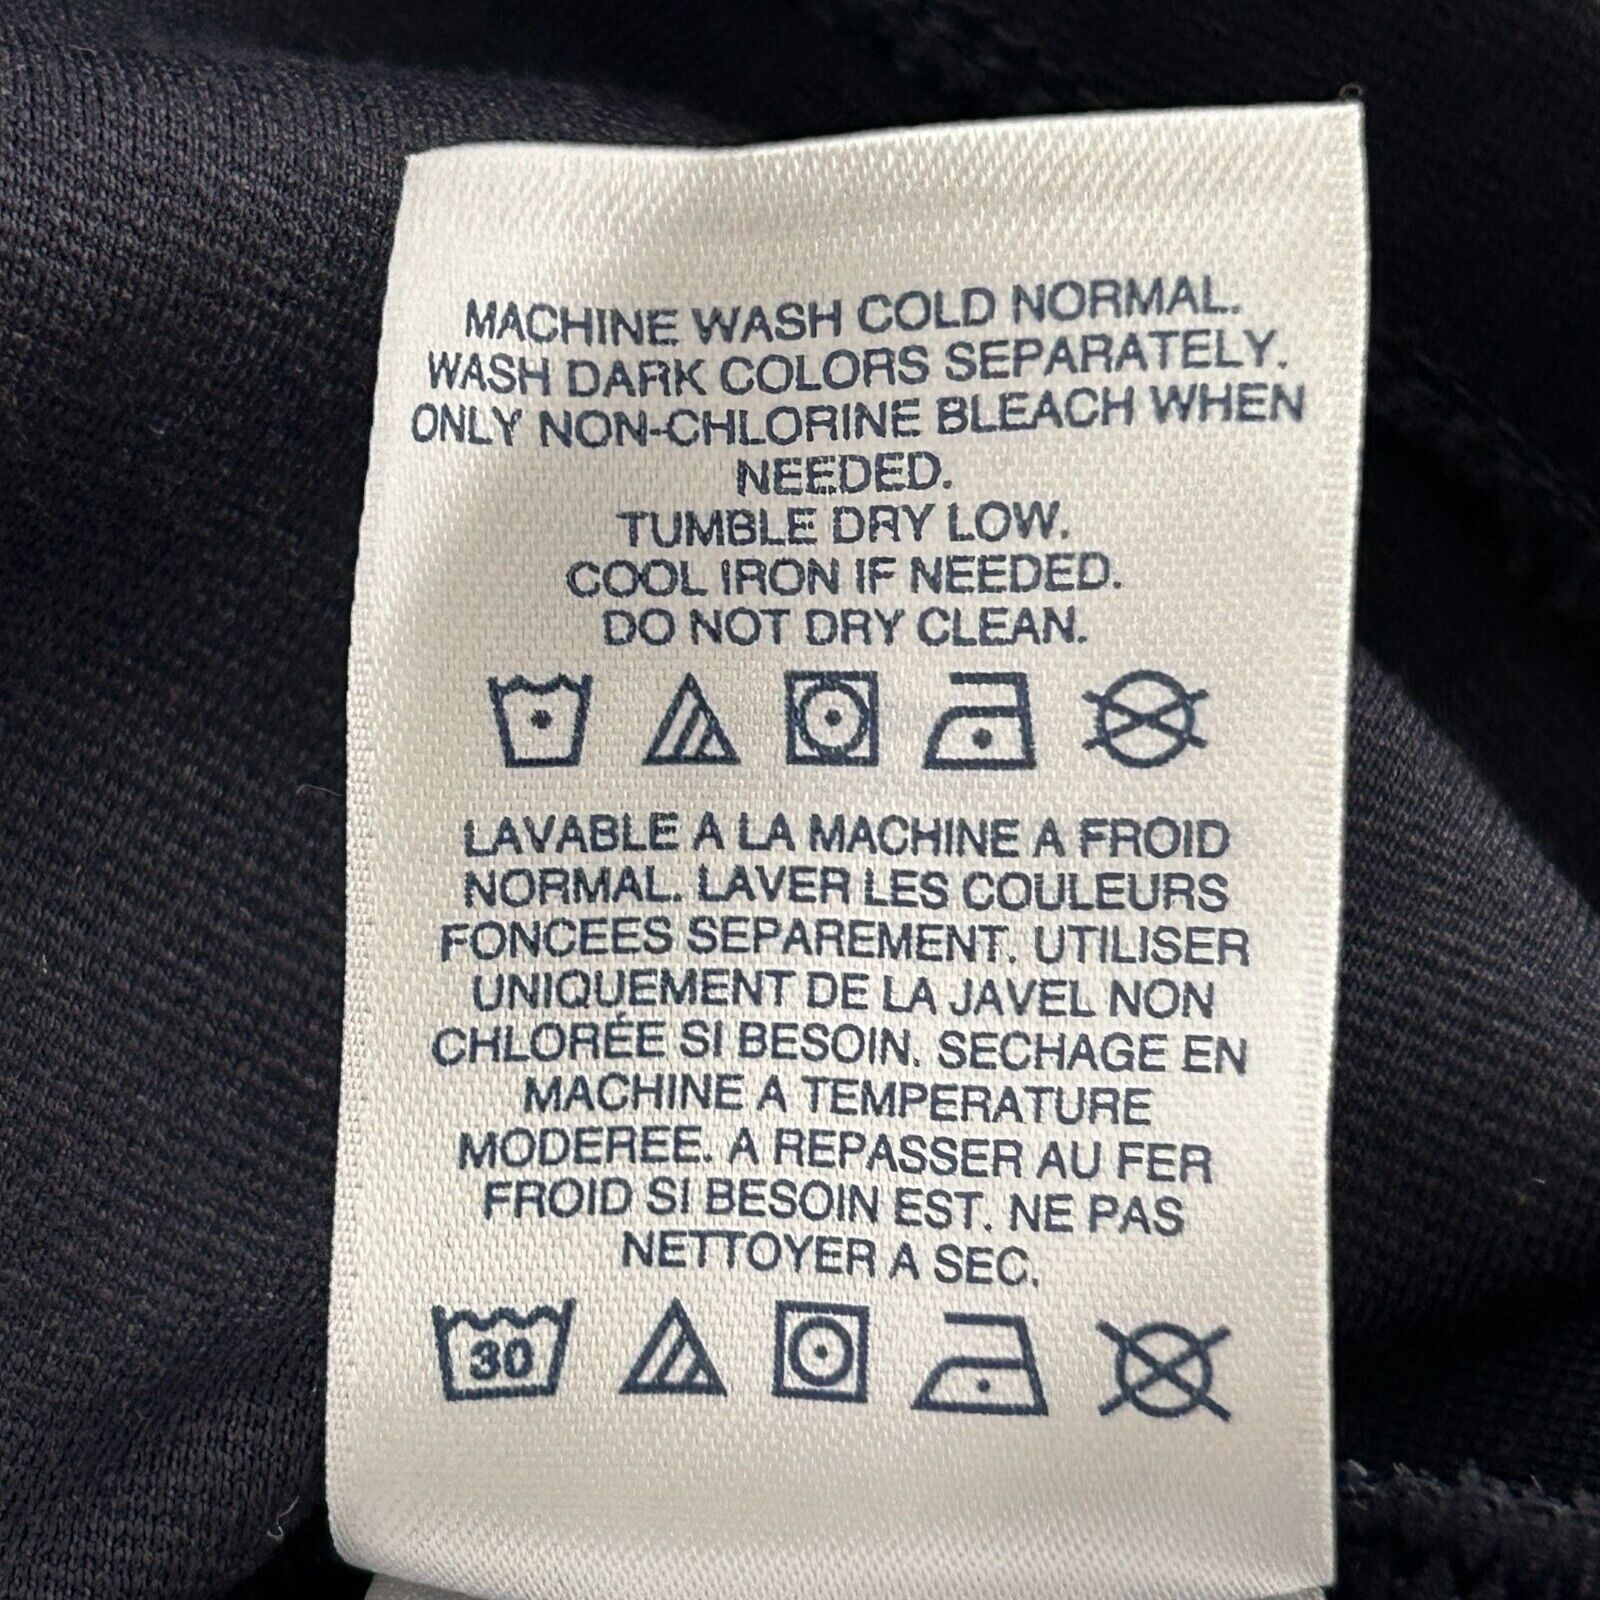 MACHINE WASH COLD NORMAL.
WASH DARK COLORS SEPARATELY.
ONLY NON-CHLORINE BLEACH WHEN
NEEDED.
TUMBLE DRY LOW.
COOL IRON IF NEEDED.
DO NOT DRY CLEAN.
LAVABLE A LA MACHINE A FROID
NORMAL. LAVER LES COULEURS
FONCEES SEPAREMENT. UTILISER
UNIQUEMENT DE LA JAVEL NON
CHLORÉE SI BESOIN. SECHAGE EN
MACHINE A TEMPERATURE
MODEREE. A REPASSER AU FER
FROID SI BESOIN EST. NE PAS
NETTOYER A SEC.
30